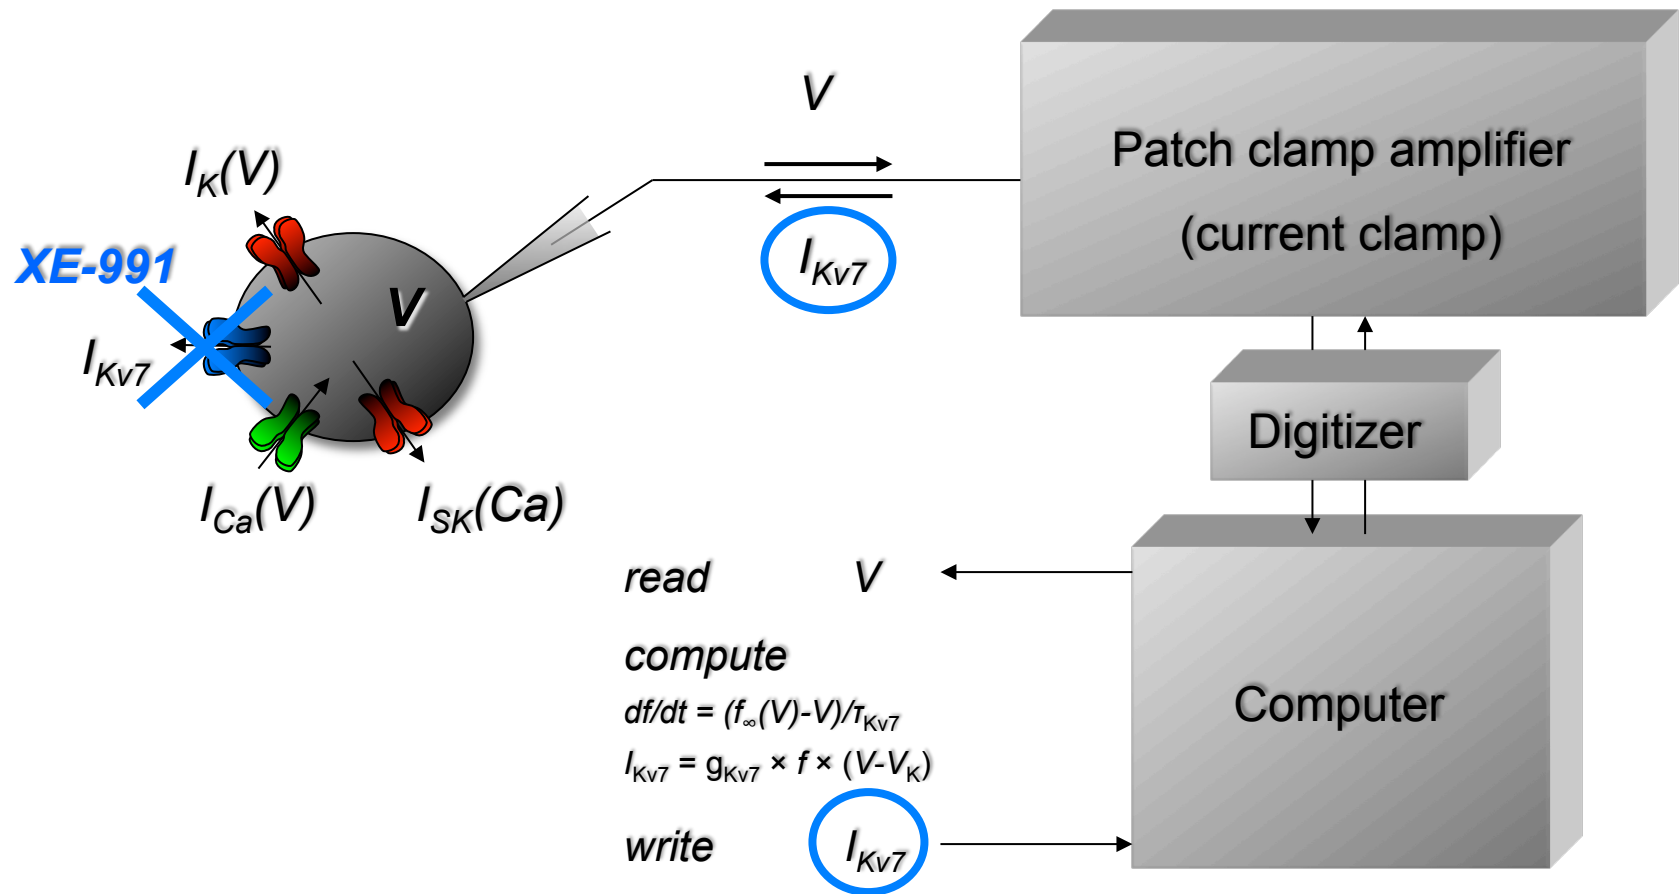 V
Patch clamp amplifier
(current clamp)
I_K(V)
XE-991
V
I_Kv7
I_Kv7
I_Ca(V)
I_SK(Ca)
Digitizer
read V
compute
df/dt = (f∞(V)-V)/τ_Kv7
I_Kv7 = g_Kv7 × f × (V-V_K)
write I_Kv7
Computer